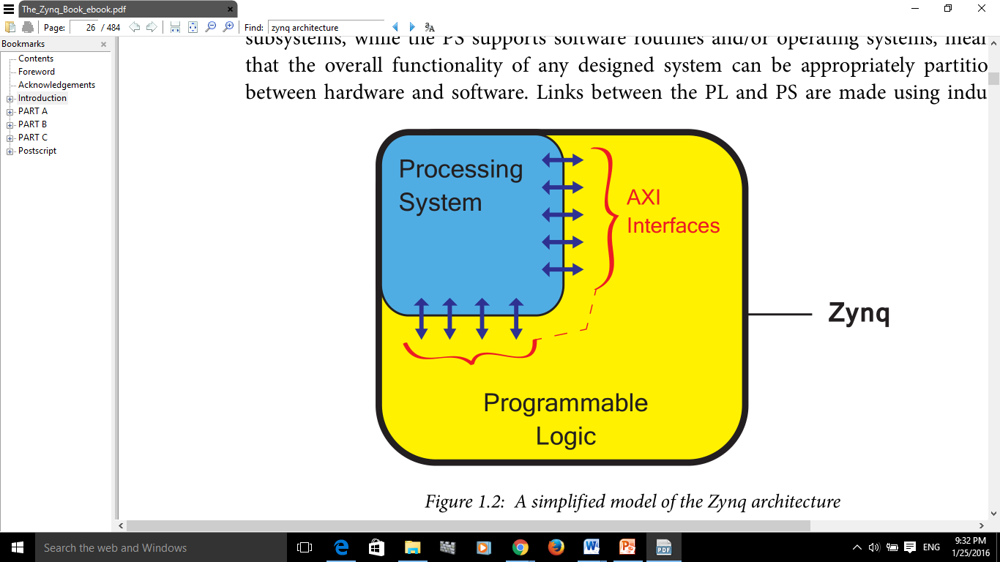 The_Zynq_Book_ebook.pdf
Page: 26 / 484 Find: zynq architecture
Bookmarks
Contents
Foreword
Acknowledgements
Introduction
PART A
PART B
PART C
Postscript
subsystems, while the PS supports software routines and/or operating systems, mean
that the overall functionality of any designed system can be appropriately partitio
between hardware and software. Links between the PL and PS are made using indu
Processing
System
AXI
Interfaces
Zynq
Programmable
Logic
Figure 1.2: A simplified model of the Zynq architecture
Search the web and Windows
ENG
9:32 PM
1/25/2016